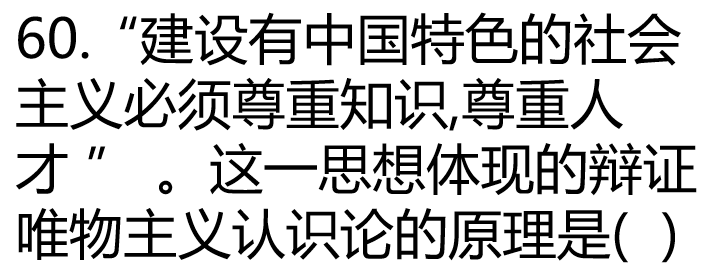 60.“建设有中国特色的社会
主义必须尊重知识,尊重人
才 ” 。这一思想体现的辩证
唯物主义认识论的原理是( )